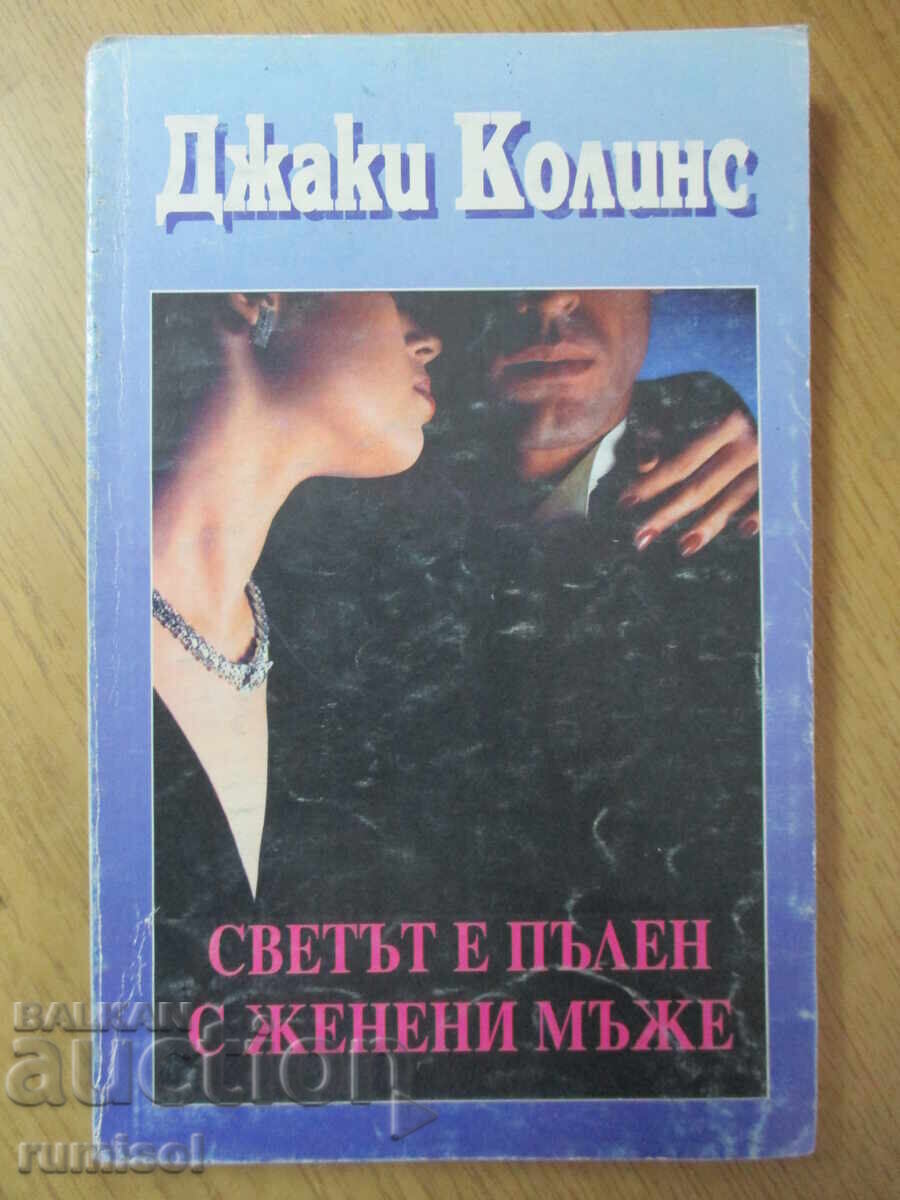 Джаки Колинс
СВЕТЪТ Е ПЪЛЕН
С ЖЕНЕНИ МЪЖЕ
BALKAN
auction
rumisol